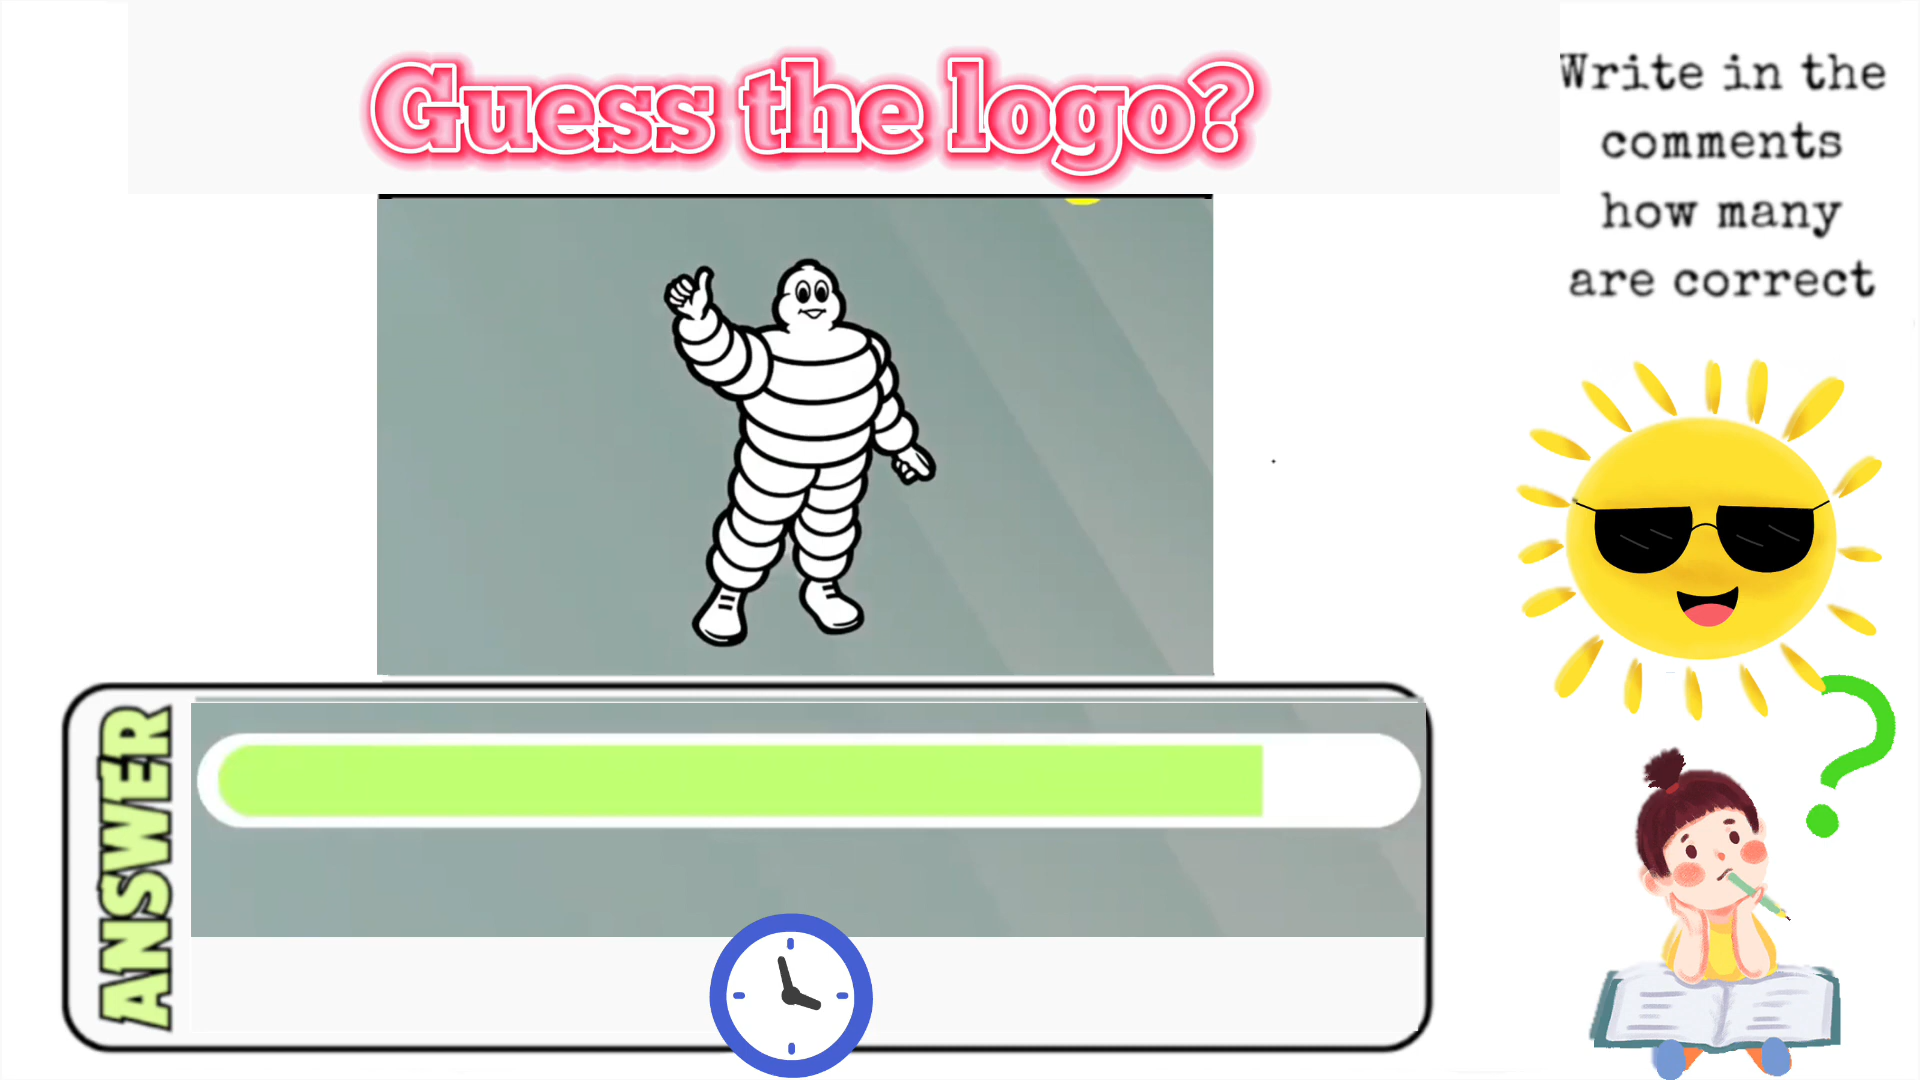 Guess the logo?
Write in the
comments
how many
are correct
ANSWER